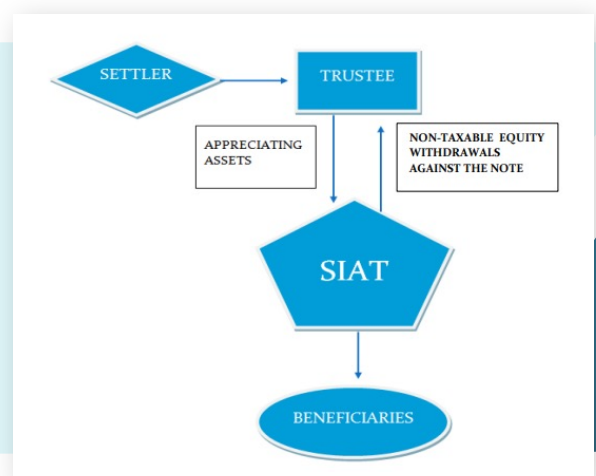 SETTLER
TRUSTEE
APPRECIATING
ASSETS
NON-TAXABLE EQUITY
WITHDRAWALS
AGAINST THE NOTE
SIAT
BENEFICIARIES